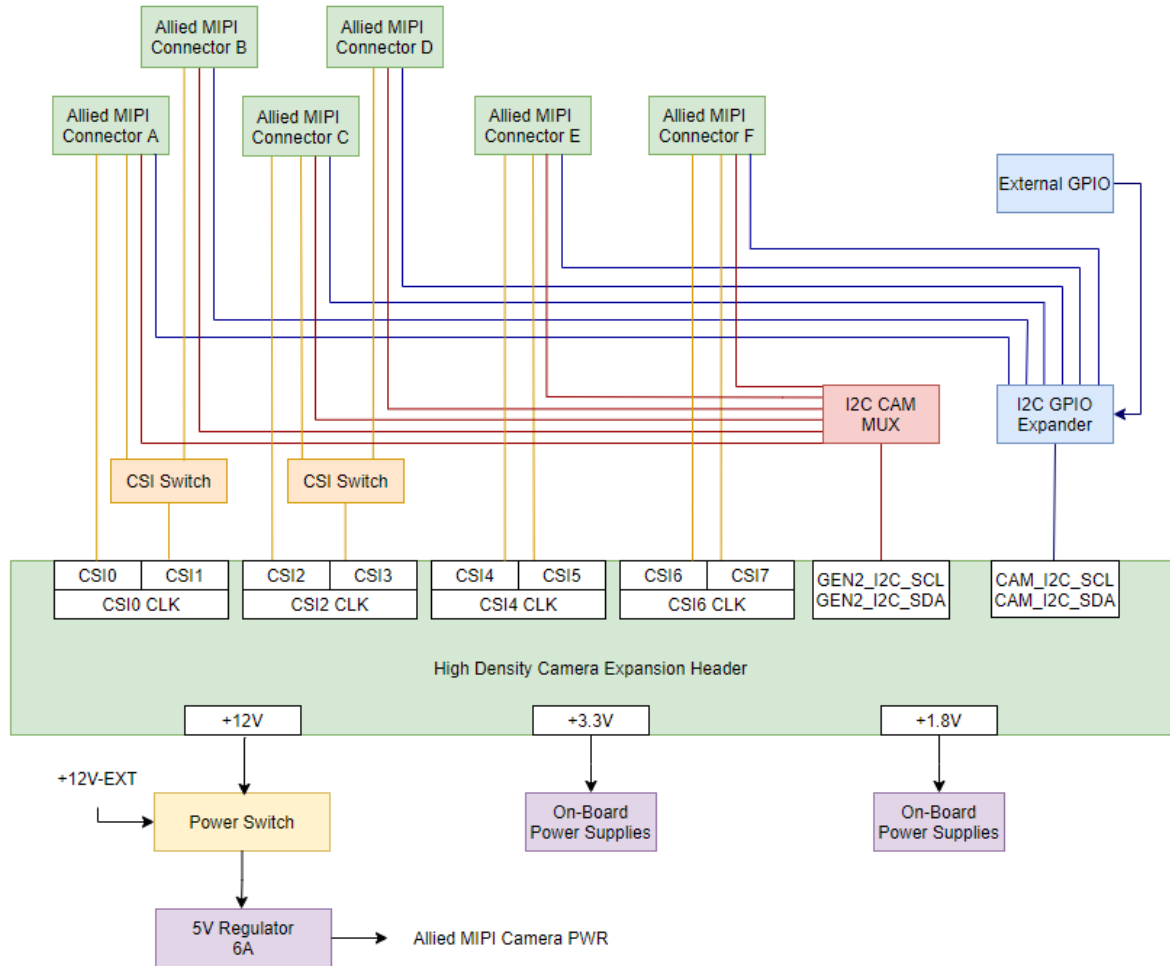 Allied MIPI
Connector B
Allied MIPI
Connector D
Allied MIPI
Connector A
Allied MIPI
Connector C
Allied MIPI
Connector E
Allied MIPI
Connector F
External GPIO
I2C CAM
MUX
I2C GPIO
Expander
CSI Switch
CSI Switch
CSI0
CSI1
CSI0 CLK
CSI2
CSI3
CSI2 CLK
CSI4
CSI5
CSI4 CLK
CSI6
CSI7
CSI6 CLK
GEN2_I2C_SCL
GEN2_I2C_SDA
CAM_I2C_SCL
CAM_I2C_SDA
High Density Camera Expansion Header
+12V
+3.3V
+1.8V
+12V-EXT
Power Switch
On-Board
Power Supplies
On-Board
Power Supplies
5V Regulator
6A
Allied MIPI Camera PWR